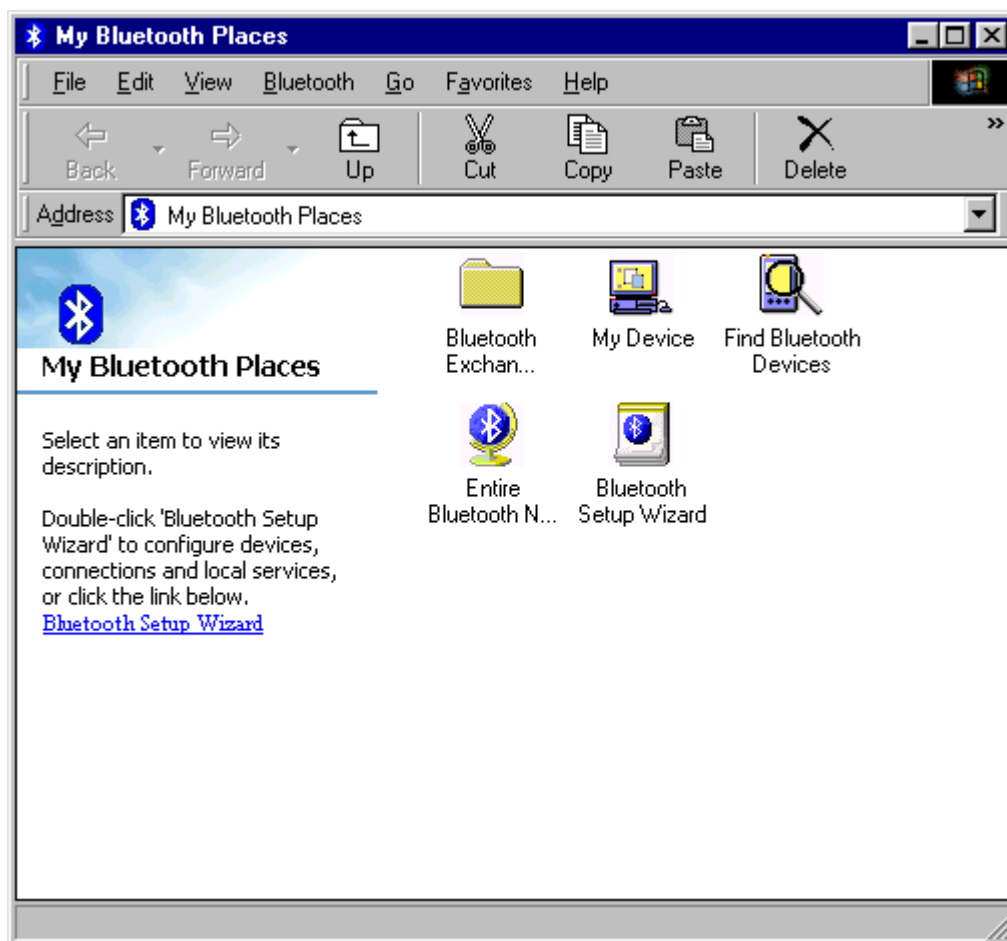 My Bluetooth Places
File Edit View Bluetooth Go Favorites Help
Back Forward Up Cut Copy Paste Delete »
Address My Bluetooth Places
My Bluetooth Places
Select an item to view its
description.
Double-click 'Bluetooth Setup
Wizard' to configure devices,
connections and local services,
or click the link below.
Bluetooth Setup Wizard
Bluetooth
Exchan...
My Device
Find Bluetooth
Devices
Entire
Bluetooth N...
Bluetooth
Setup Wizard